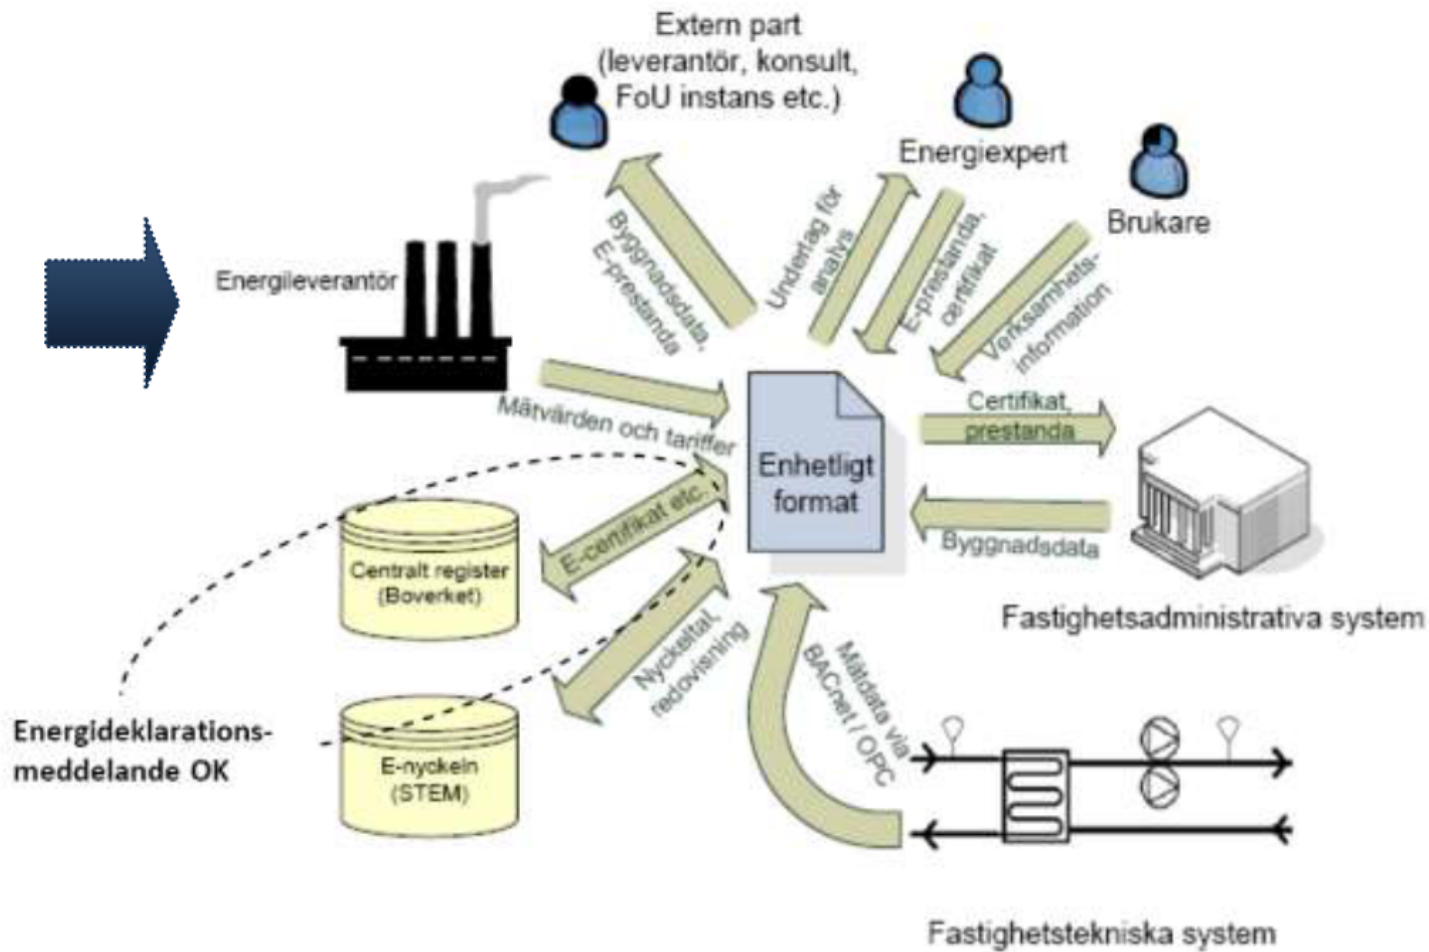 Extern part
(leverantör, konsult,
FoU instans etc.)
Energiexpert
Brukare
Energileverantör
Byggnadsdata,
E-prestanda
Underlag för
analys
E-prestanda,
certifikat
Verksamhets-
information
Mätvärden och tariffer
Certifikat,
prestanda
Enhetligt
format
E-certifikat etc.
Byggnadsdata
Centralt register
(Boverket)
Fastighetsadministrativa system
Nyckeltal,
redovisning
Mätdata via
BACnet / OPC
Energideklarations-
meddelande OK
E-nyckeln
(STEM)
Fastighetstekniska system